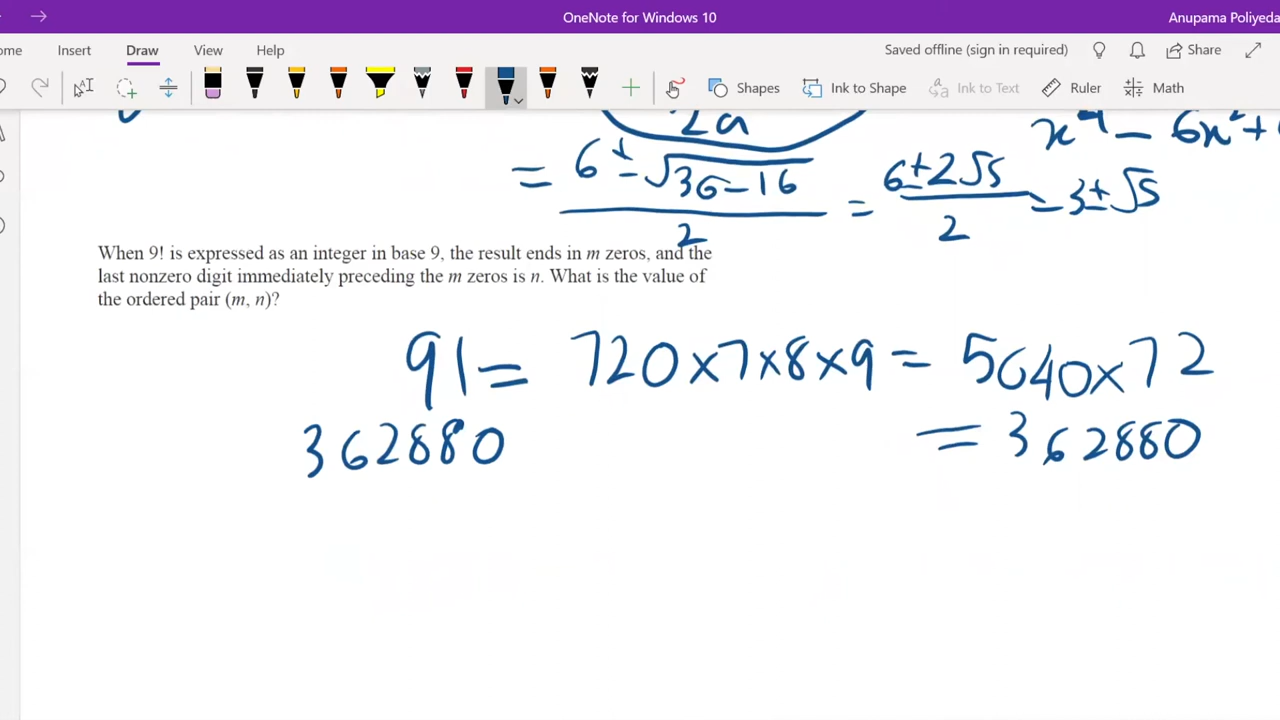 OneNote for Windows 10
Anupama Poliyeda
ome Insert Draw View Help
Saved offline (sign in required) Share
Shapes Ink to Shape Ink to Text Ruler Math
2a
x⁴ - 6x² +
= 6 ± √36-16 / 2 = 6±2√5 / 2 = 3±√5
When 9! is expressed as an integer in base 9, the result ends in m zeros, and the
last nonzero digit immediately preceding the m zeros is n. What is the value of
the ordered pair (m, n)?
9! = 720×7×8×9 = 5040×72
362880
= 362880